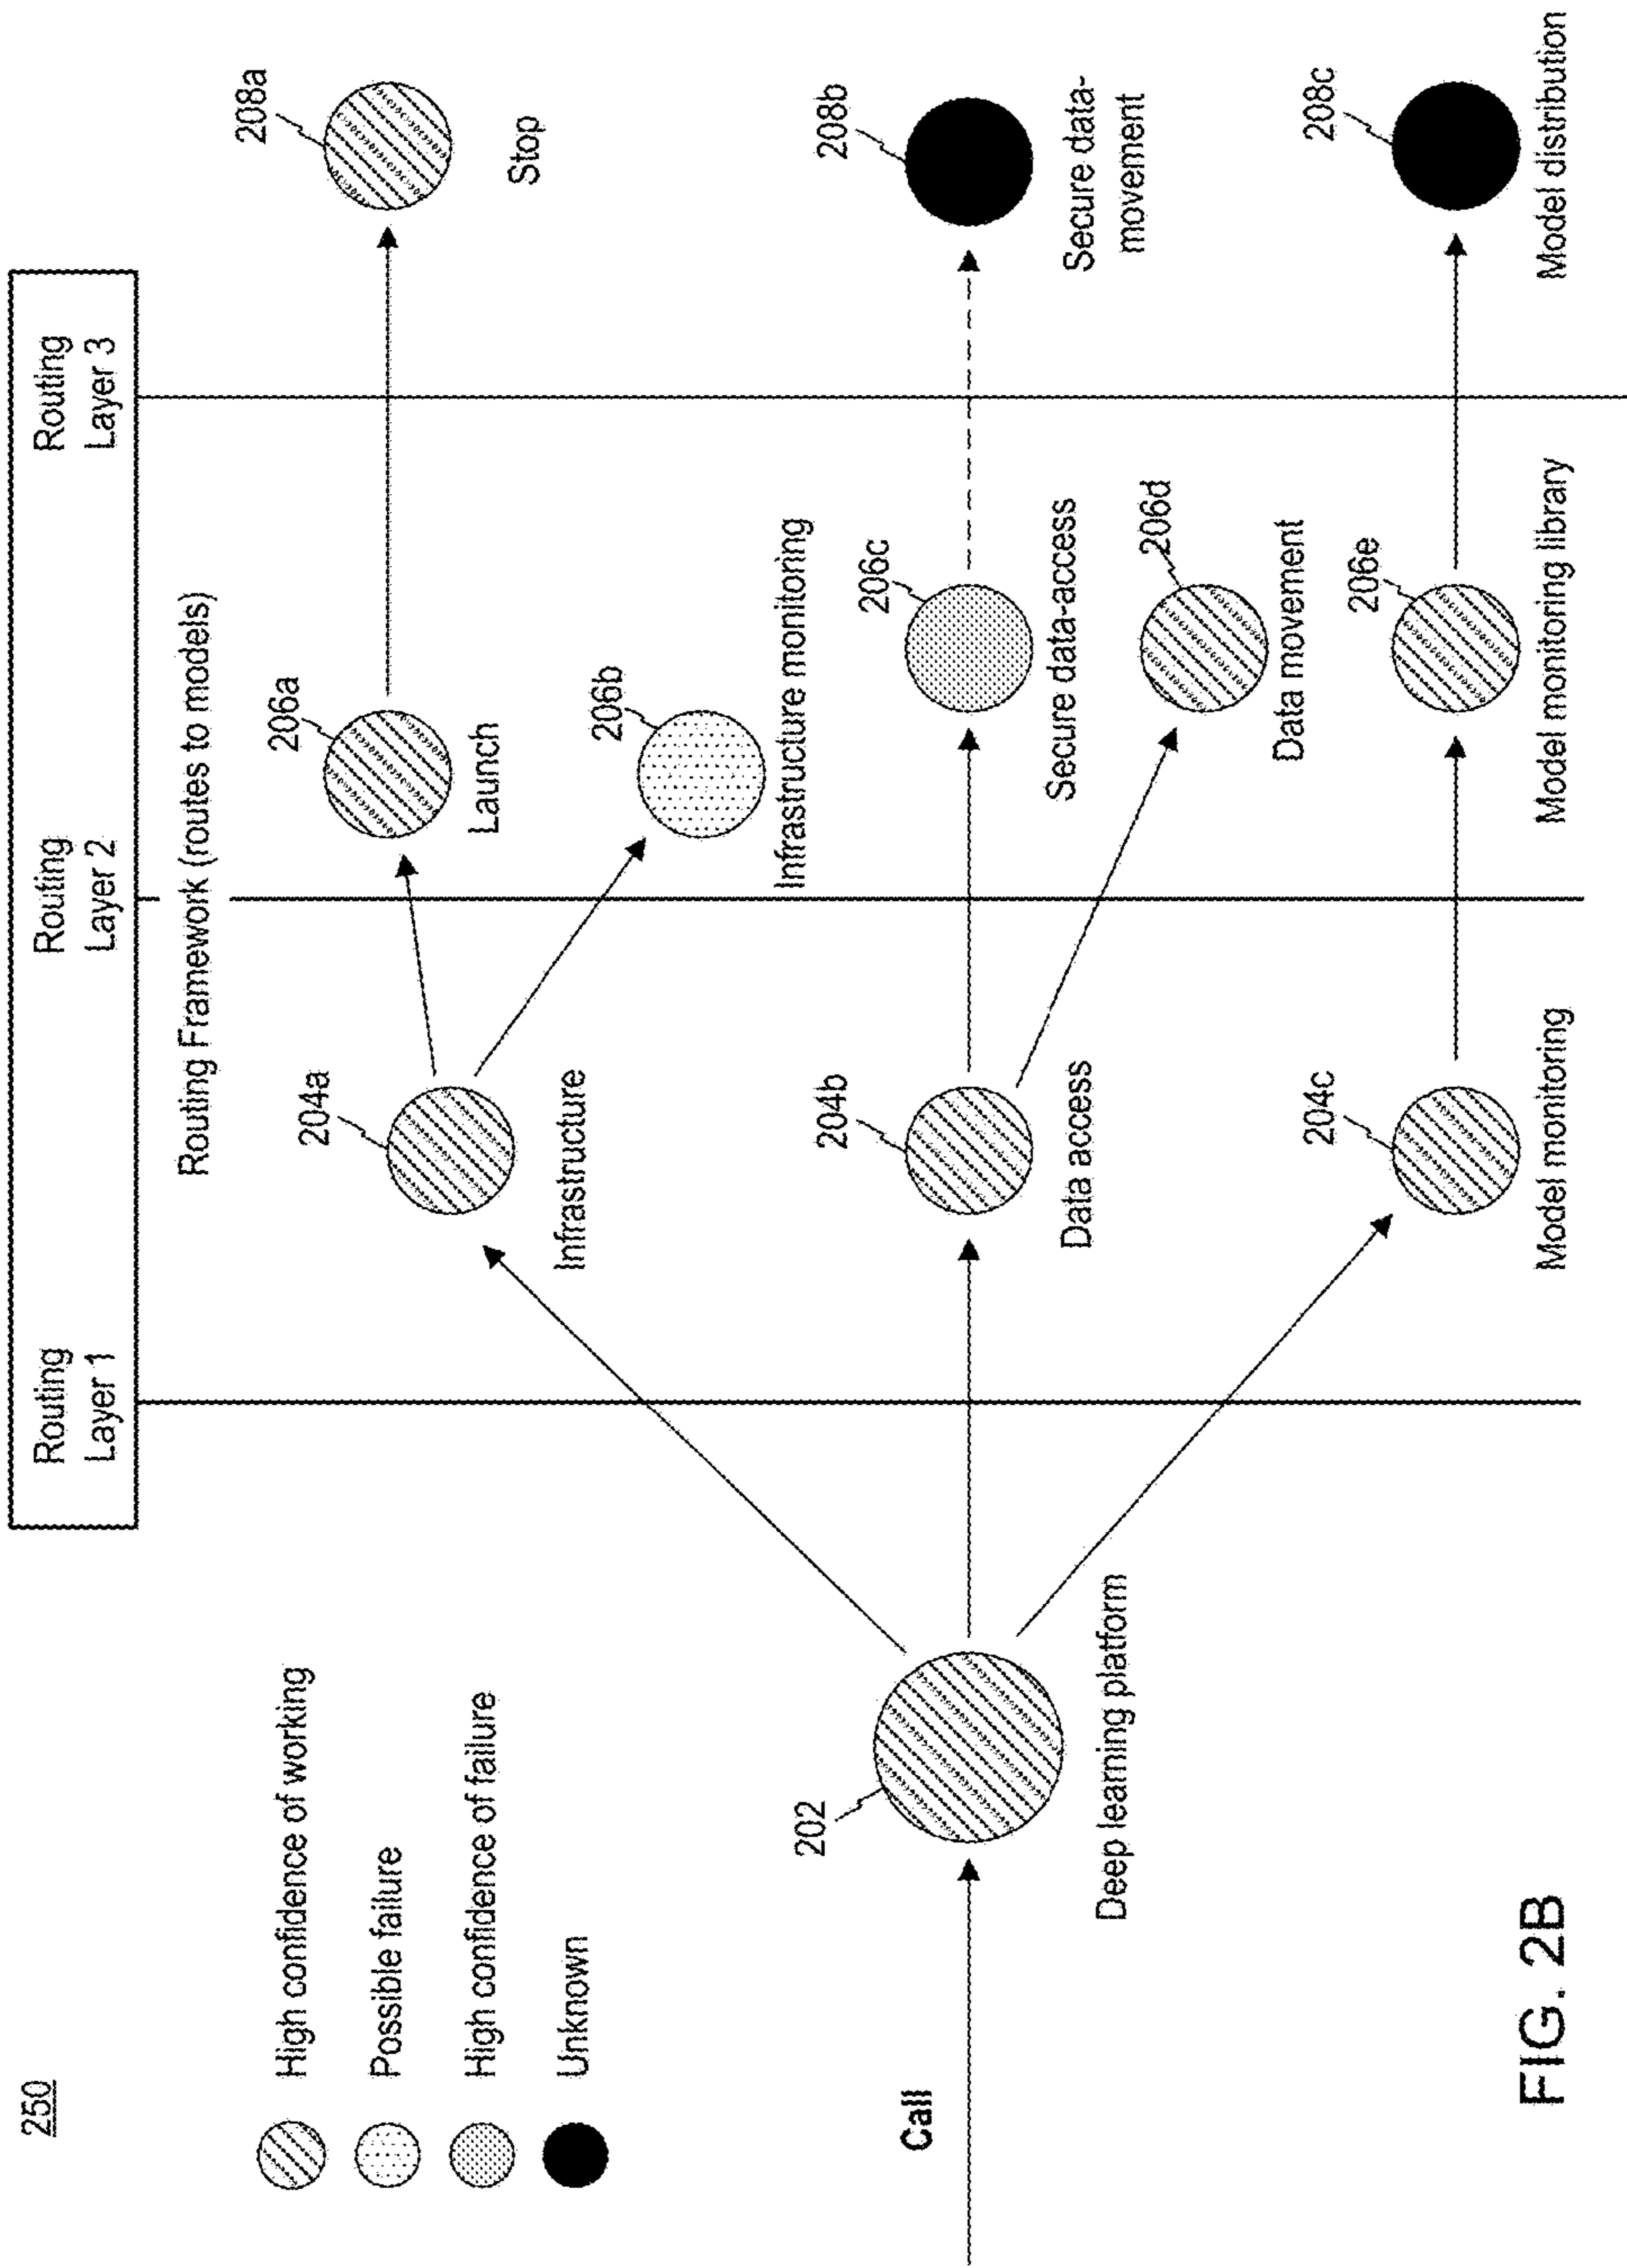 250
High confidence of working
Possible failure
High confidence of failure
Unknown
Routing
Layer 1
Routing
Layer 2
Routing
Layer 3
Routing Framework (routes to models)
Call
202
Deep learning platform
204a
Infrastructure
204b
Data access
204c
Model monitoring
206a
Launch
206b
Infrastructure monitoring
206c
Secure data-access
206d
Data movement
206e
Model monitoring library
208a
Stop
208b
Secure data-
movement
208c
Model distribution
FIG. 2B